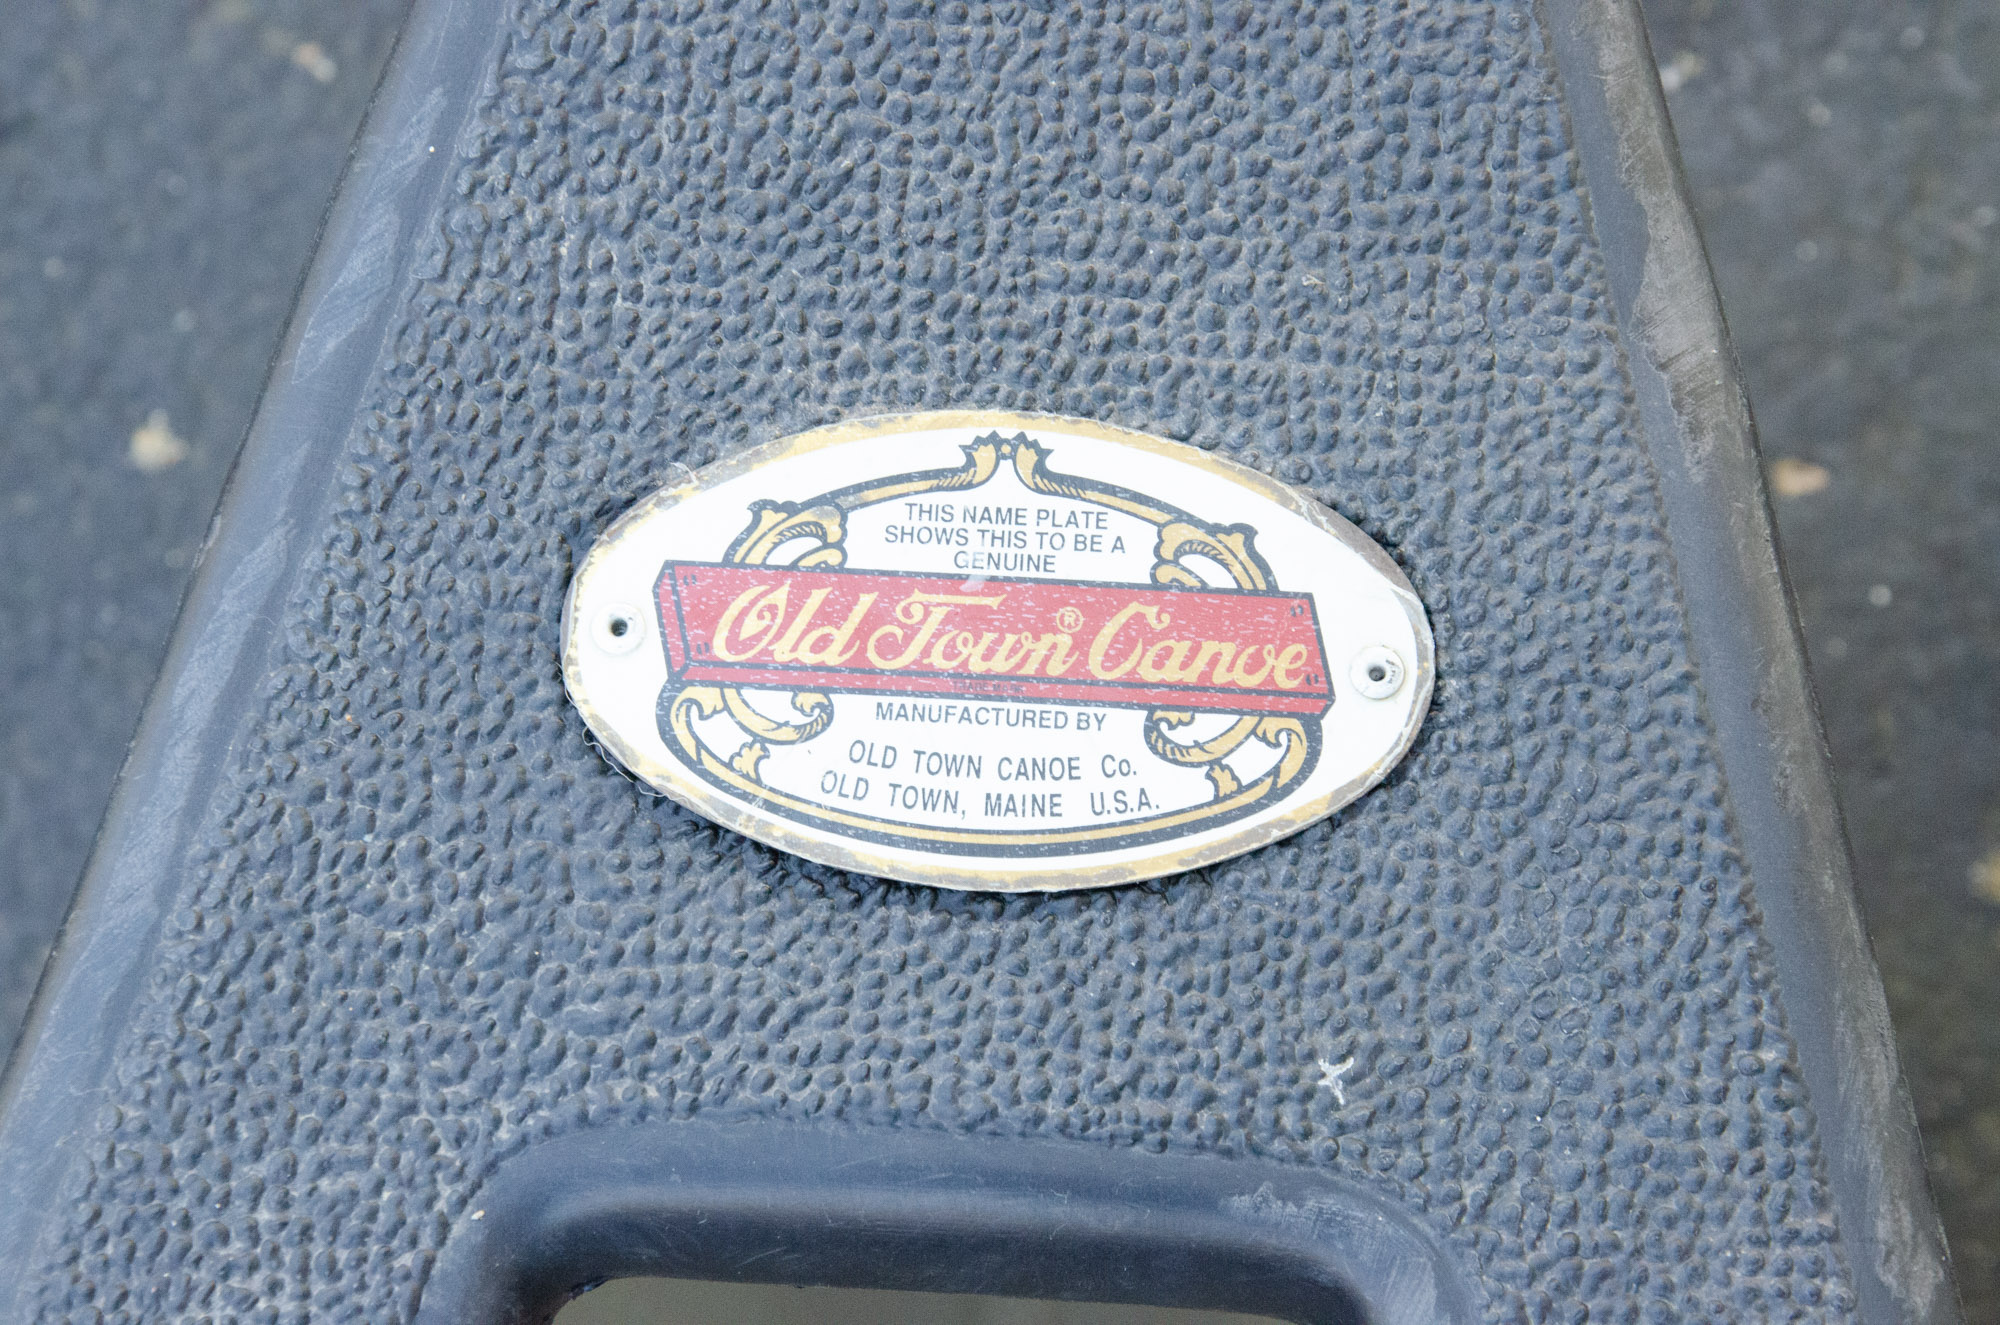 THIS NAME PLATE
SHOWS THIS TO BE A
GENUINE
Old Town® Canoe
MANUFACTURED BY
OLD TOWN CANOE Co.
OLD TOWN, MAINE U.S.A.